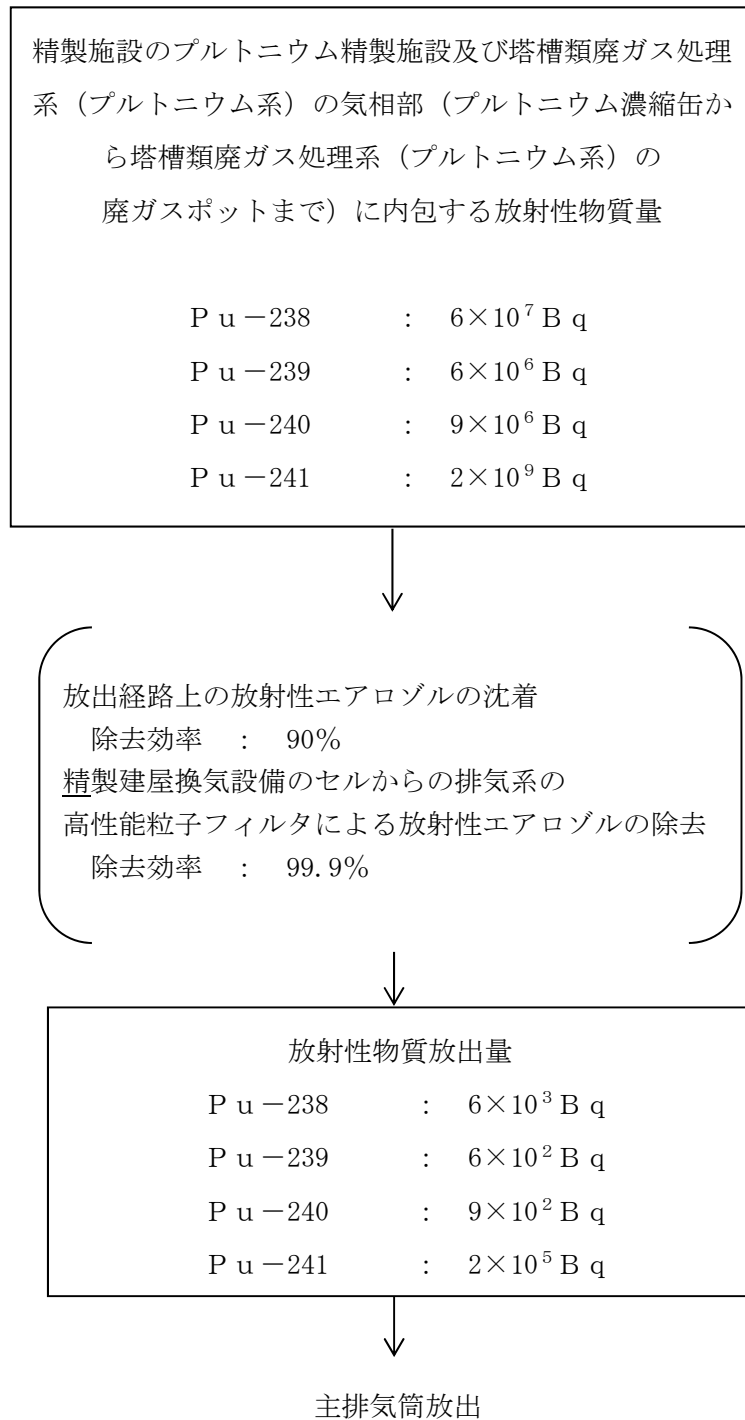 精製施設のプルトニウム精製施設及び塔槽類廃ガス処理
系（プルトニウム系）の気相部（プルトニウム濃縮缶か
ら塔槽類廃ガス処理系（プルトニウム系）の
廃ガスポットまで）に内包する放射性物質量
Ｐｕ－238 : 6×10⁷Ｂｑ
Ｐｕ－239 : 6×10⁶Ｂｑ
Ｐｕ－240 : 9×10⁶Ｂｑ
Ｐｕ－241 : 2×10⁹Ｂｑ
放出経路上の放射性エアロゾルの沈着
除去効率 : 90％
精製建屋換気設備のセルからの排気系の
高性能粒子フィルタによる放射性エアロゾルの除去
除去効率 : 99.9％
放射性物質放出量
Ｐｕ－238 : 6×10³Ｂｑ
Ｐｕ－239 : 6×10²Ｂｑ
Ｐｕ－240 : 9×10²Ｂｑ
Ｐｕ－241 : 2×10⁵Ｂｑ
主排気筒放出